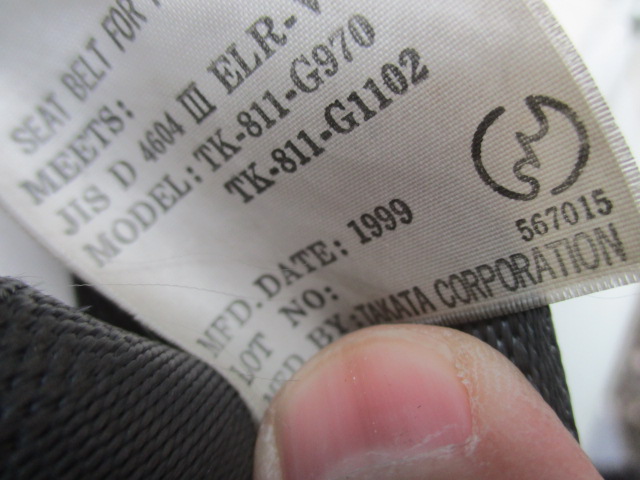 SEAT BELT FOR
MEETS:
JIS D 4604 III ELR-V
MODEL: TK-811-G970
TK-811-G1102
MFD. DATE: 1999
LOT NO:
567015
BY: TAKATA CORPORATION